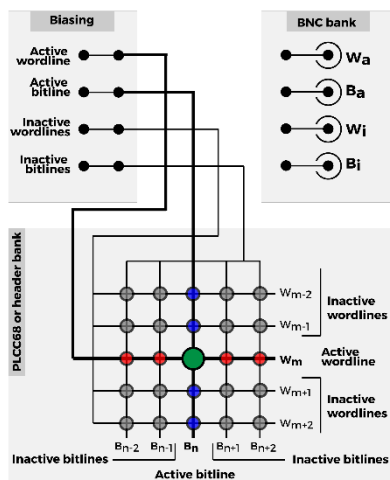 Biasing
BNC bank
Active
wordline
Active
bitline
Inactive
wordlines
Inactive
bitlines
Wa
Ba
Wi
Bi
PLCC68 or header bank
Wm-2
Wm-1
Wm
Wm+1
Wm+2
Inactive
wordlines
Active
wordline
Inactive
wordlines
Bn-2 Bn-1 Bn Bn+1 Bn+2
Inactive bitlines
Inactive bitlines
Active bitline